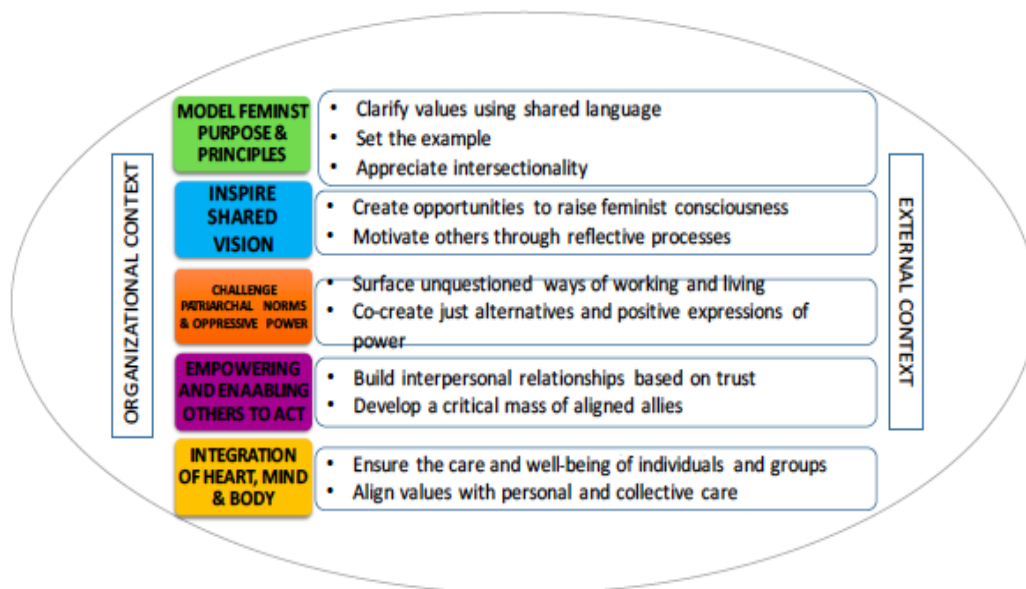 ORGANIZATIONAL CONTEXT
MODEL FEMINST
PURPOSE &
PRINCIPLES
• Clarify values using shared language
• Set the example
• Appreciate intersectionality
INSPIRE
SHARED
VISION
• Create opportunities to raise feminist consciousness
• Motivate others through reflective processes
CHALLENGE
PATRIARCHAL NORMS
& OPPRESSIVE POWER
• Surface unquestioned ways of working and living
• Co-create just alternatives and positive expressions of
power
EMPOWERING
AND ENAABLING
OTHERS TO ACT
• Build interpersonal relationships based on trust
• Develop a critical mass of aligned allies
INTEGRATION
OF HEART, MIND
& BODY
• Ensure the care and well-being of individuals and groups
• Align values with personal and collective care
EXTERNAL CONTEXT